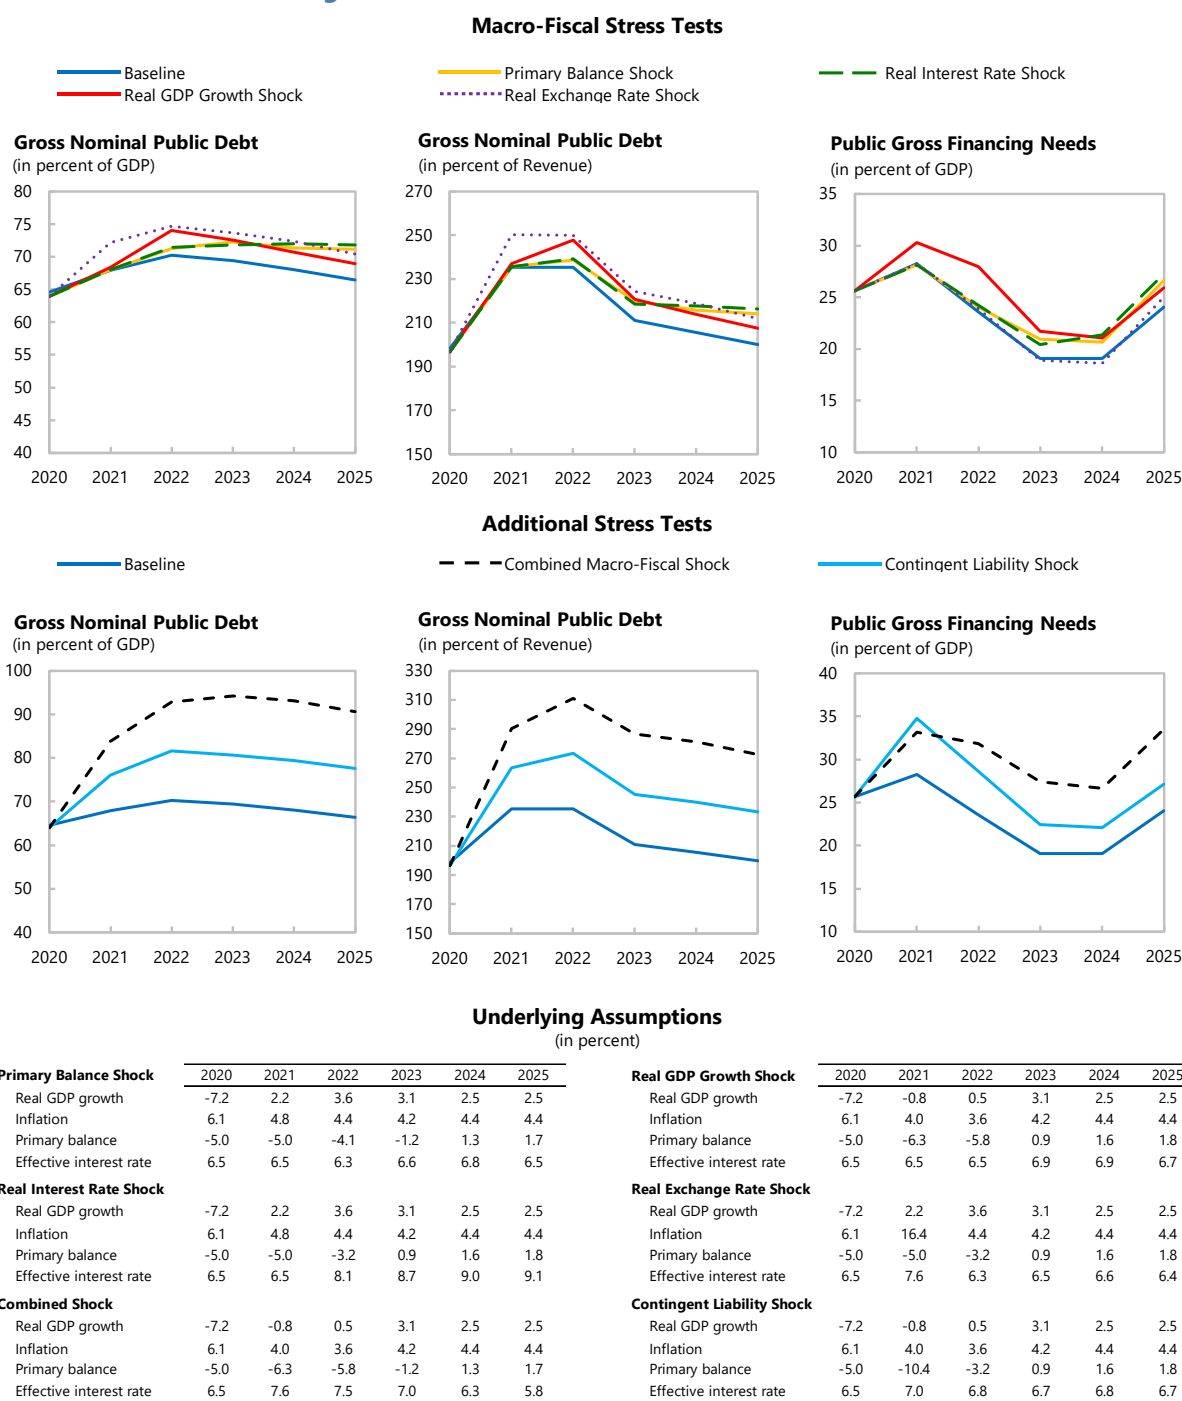 Macro-Fiscal Stress Tests
Baseline Primary Balance Shock Real Interest Rate Shock
Real GDP Growth Shock Real Exchange Rate Shock
Gross Nominal Public Debt
(in percent of GDP)
80
75
70
65
60
55
50
45
40
2020 2021 2022 2023 2024 2025
Gross Nominal Public Debt
(in percent of Revenue)
270
250
230
210
190
170
150
2020 2021 2022 2023 2024 2025
Public Gross Financing Needs
(in percent of GDP)
35
30
25
20
15
10
2020 2021 2022 2023 2024 2025
Additional Stress Tests
Baseline Combined Macro-Fiscal Shock Contingent Liability Shock
Gross Nominal Public Debt
(in percent of GDP)
100
90
80
70
60
50
40
2020 2021 2022 2023 2024 2025
Gross Nominal Public Debt
(in percent of Revenue)
330
310
290
270
250
230
210
190
170
150
2020 2021 2022 2023 2024 2025
Public Gross Financing Needs
(in percent of GDP)
40
35
30
25
20
15
10
2020 2021 2022 2023 2024 2025
Underlying Assumptions
(in percent)
Primary Balance Shock 2020 2021 2022 2023 2024 2025
Real GDP growth -7.2 2.2 3.6 3.1 2.5 2.5
Inflation 6.1 4.8 4.4 4.2 4.4 4.4
Primary balance -5.0 -5.0 -4.1 -1.2 1.3 1.7
Effective interest rate 6.5 6.5 6.3 6.6 6.8 6.5
Real Interest Rate Shock
Real GDP growth -7.2 2.2 3.6 3.1 2.5 2.5
Inflation 6.1 4.8 4.4 4.2 4.4 4.4
Primary balance -5.0 -5.0 -3.2 0.9 1.6 1.8
Effective interest rate 6.5 6.5 8.1 8.7 9.0 9.1
Combined Shock
Real GDP growth -7.2 -0.8 0.5 3.1 2.5 2.5
Inflation 6.1 4.0 3.6 4.2 4.4 4.4
Primary balance -5.0 -6.3 -5.8 -1.2 1.3 1.7
Effective interest rate 6.5 7.6 7.5 7.0 6.3 5.8
Real GDP Growth Shock 2020 2021 2022 2023 2024 2025
Real GDP growth -7.2 -0.8 0.5 3.1 2.5 2.5
Inflation 6.1 4.0 3.6 4.2 4.4 4.4
Primary balance -5.0 -6.3 -5.8 0.9 1.6 1.8
Effective interest rate 6.5 6.5 6.5 6.9 6.9 6.7
Real Exchange Rate Shock
Real GDP growth -7.2 2.2 3.6 3.1 2.5 2.5
Inflation 6.1 16.4 4.4 4.2 4.4 4.4
Primary balance -5.0 -5.0 -3.2 0.9 1.6 1.8
Effective interest rate 6.5 7.6 6.3 6.5 6.6 6.4
Contingent Liability Shock
Real GDP growth -7.2 -0.8 0.5 3.1 2.5 2.5
Inflation 6.1 4.0 3.6 4.2 4.4 4.4
Primary balance -5.0 -10.4 -3.2 0.9 1.6 1.8
Effective interest rate 6.5 7.0 6.8 6.7 6.8 6.7